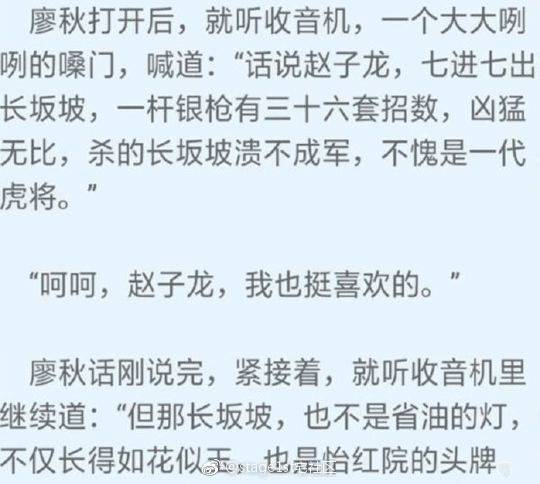 廖秋打开后，就听收音机，一个大大咧
咧的嗓门，喊道：“话说赵子龙，七进七出
长坂坡，一杆银枪有三十六套招数，凶猛
无比，杀的长坂坡溃不成军，不愧是一代
虎将。”
“呵呵，赵子龙，我也挺喜欢的。”
廖秋话刚说完，紧接着，就听收音机里
继续道：“但那长坂坡，也不是省油的灯，
不仅长得如花似玉，也是怡红院的头牌